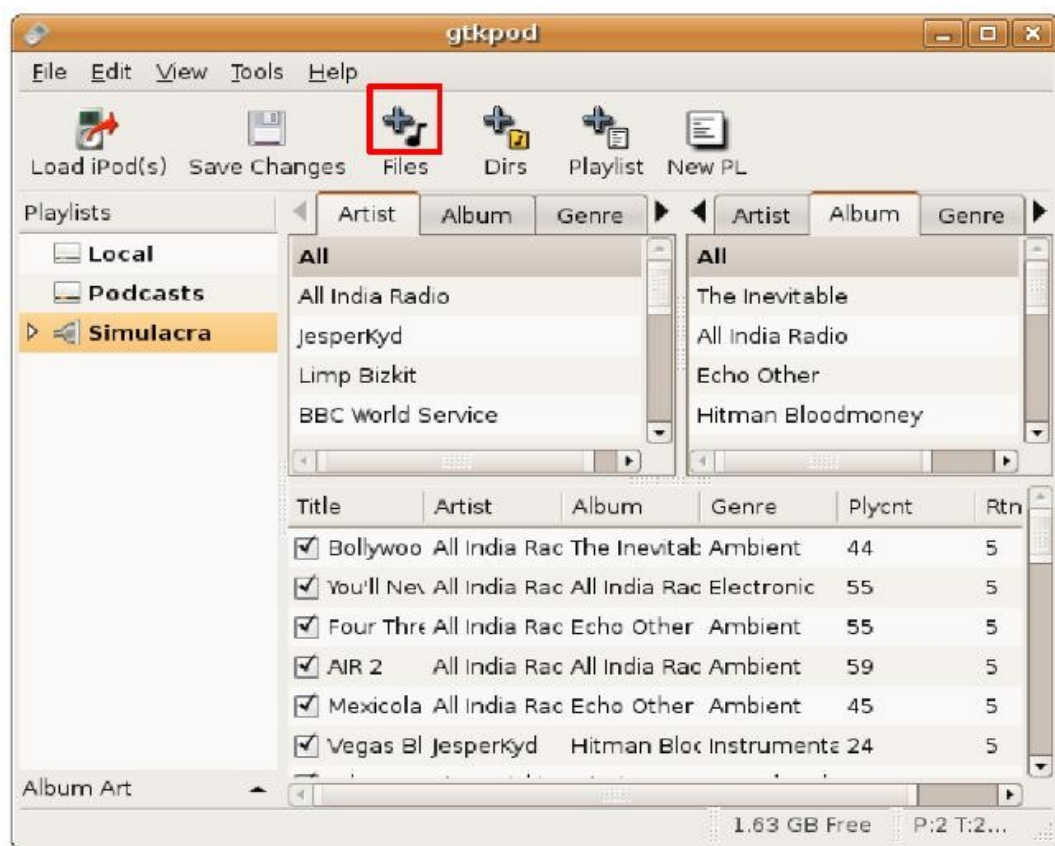 gtkpod
File Edit View Tools Help
Load iPod(s) Save Changes Files Dirs Playlist New PL
Playlists
Local
Podcasts
Simulacra
Artist Album Genre
All
All India Radio
JesperKyd
Limp Bizkit
BBC World Service
Artist Album Genre
All
The Inevitable
All India Radio
Echo Other
Hitman Bloodmoney
Title Artist Album Genre Plycnt Rtn
Bollywoo All India Rac The Inevitab Ambient 44 5
You'll Nev All India Rac All India Rac Electronic 55 5
Four Thre All India Rac Echo Other Ambient 55 5
AIR 2 All India Rac All India Rac Ambient 59 5
Mexicola All India Rac Echo Other Ambient 45 5
Vegas Bl JesperKyd Hitman Bloc Instrumenta 24 5
Album Art
1.63 GB Free P:2 T:2...